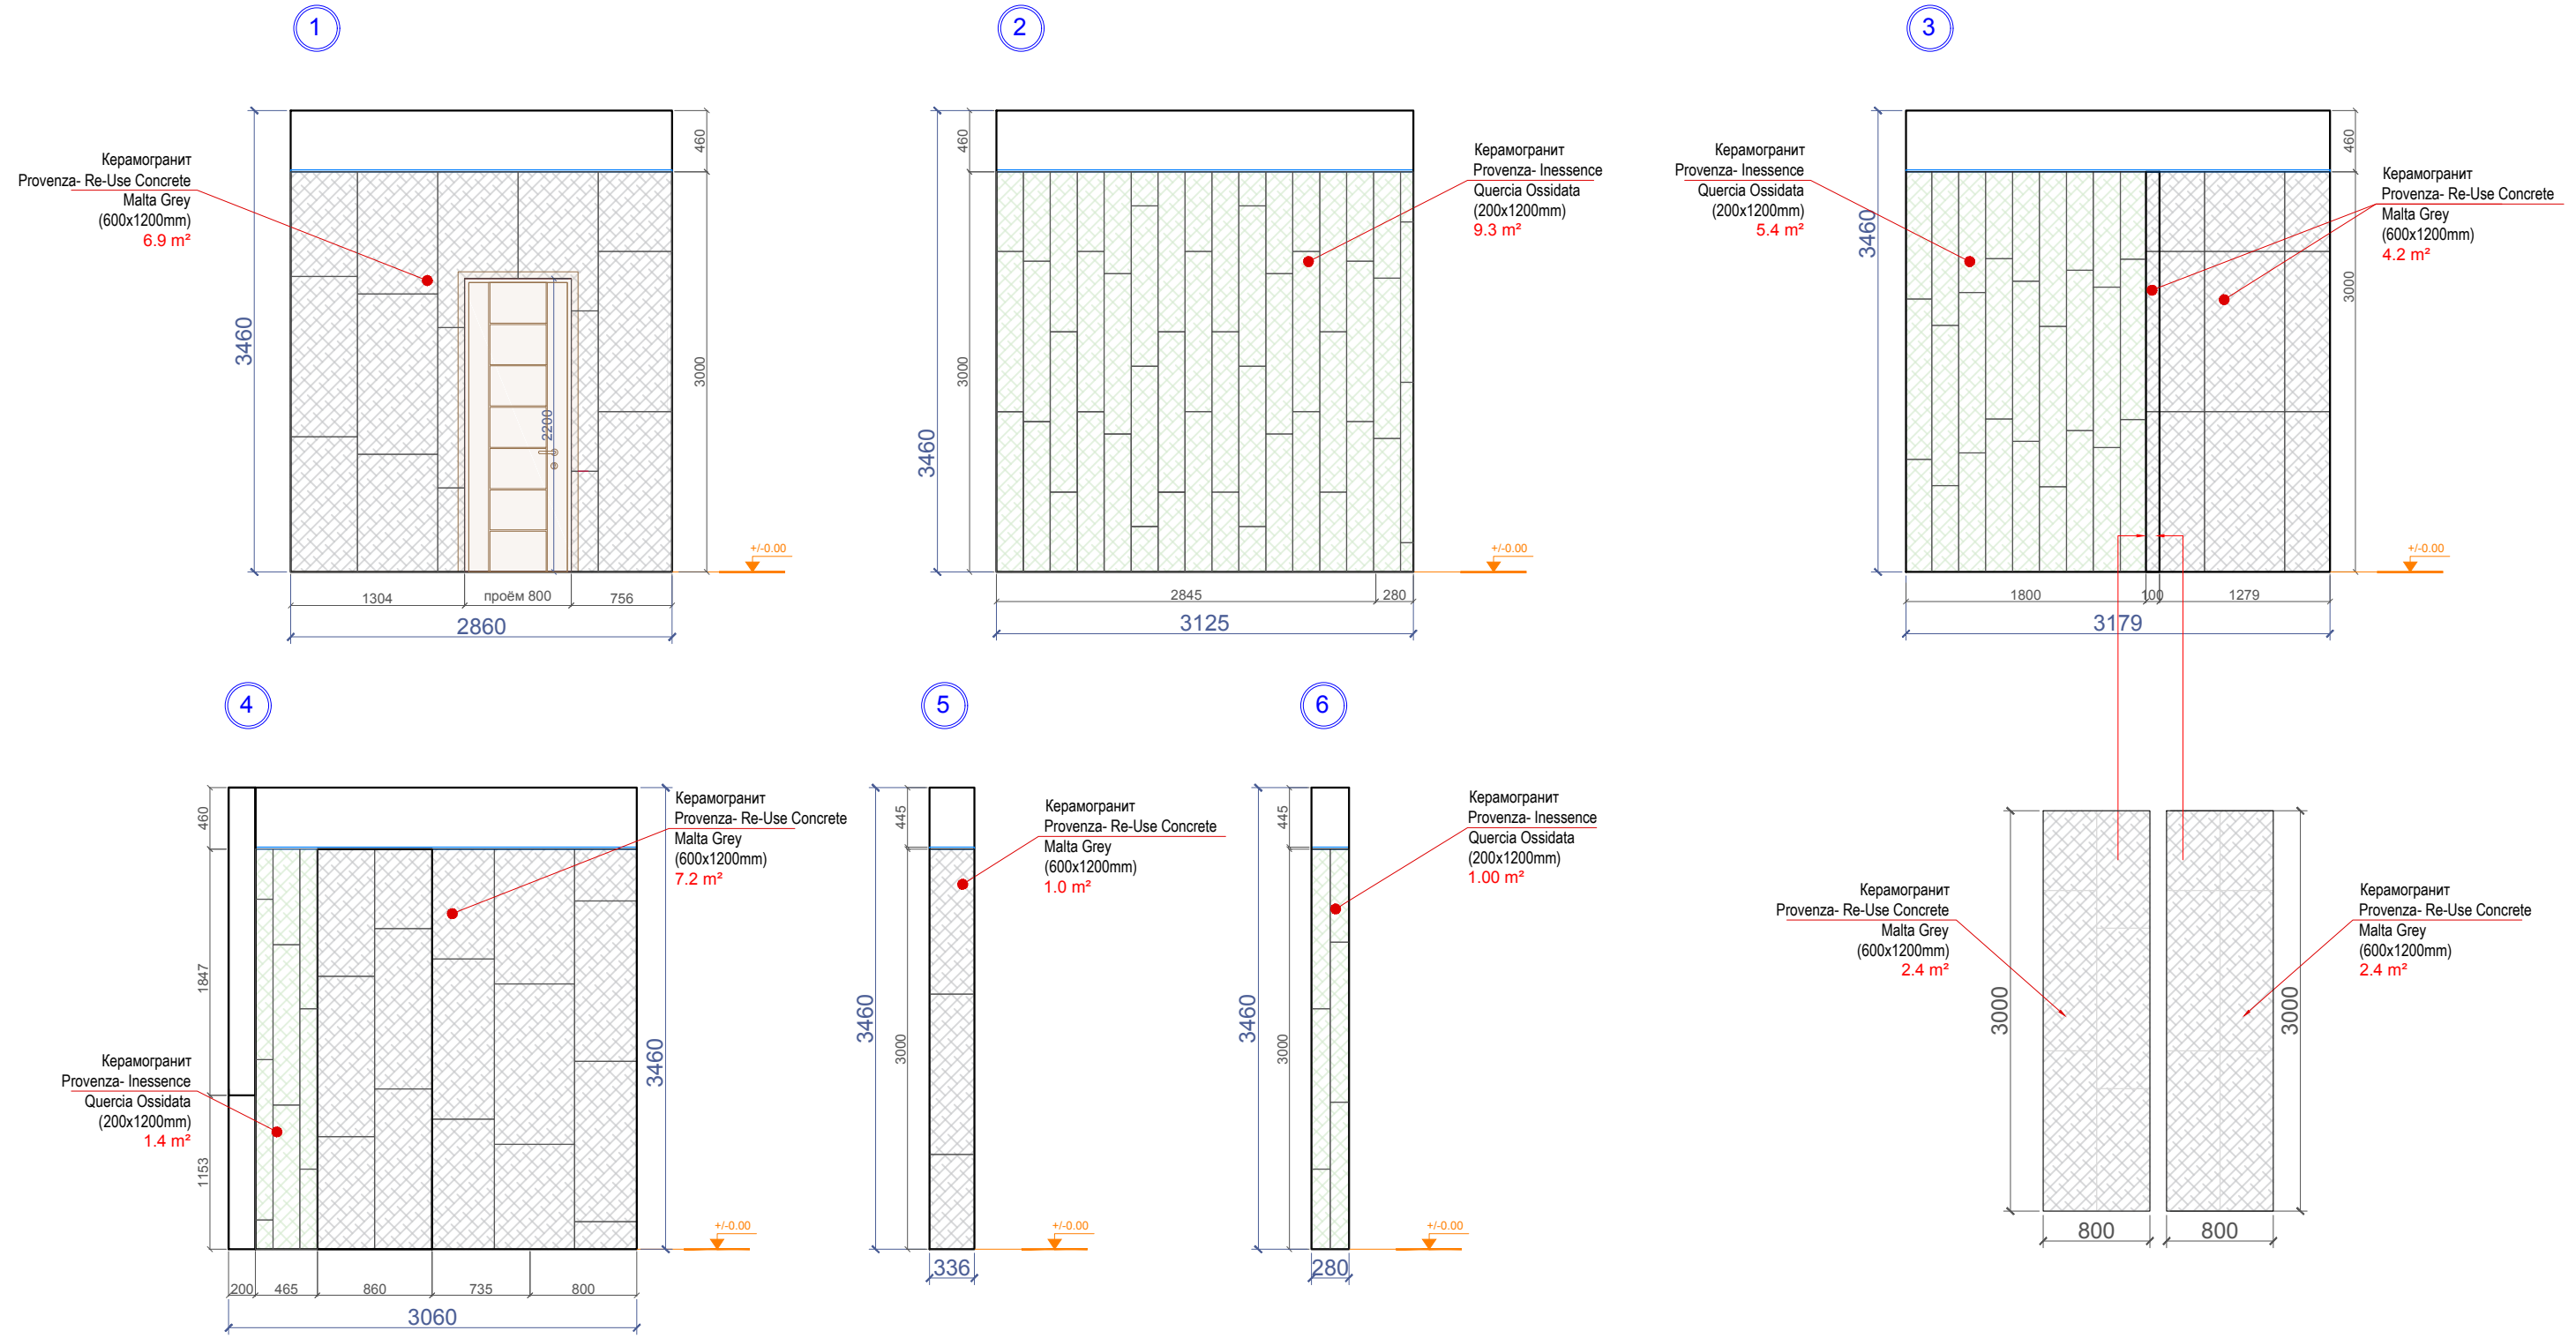 1
Керамогранит
Provenza- Re-Use Concrete
Malta Grey
(600x1200mm)
6.9 m²
3460
460
3000
2200
+/-0.00
1304
проём 800
756
2860
2
Керамогранит
Provenza- Inessence
Quercia Ossidata
(200x1200mm)
9.3 m²
460
3000
3460
+/-0.00
2845
280
3125
3
Керамогранит
Provenza- Inessence
Quercia Ossidata
(200x1200mm)
5.4 m²
3460
Керамогранит
Provenza- Re-Use Concrete
Malta Grey
(600x1200mm)
4.2 m²
460
3000
+/-0.00
1800
100
1279
3179
4
460
1847
1153
Керамогранит
Provenza- Inessence
Quercia Ossidata
(200x1200mm)
1.4 m²
Керамогранит
Provenza- Re-Use Concrete
Malta Grey
(600x1200mm)
7.2 m²
3460
+/-0.00
200
465
860
735
800
3060
5
445
3000
3460
Керамогранит
Provenza- Re-Use Concrete
Malta Grey
(600x1200mm)
1.0 m²
+/-0.00
336
6
445
3000
3460
Керамогранит
Provenza- Inessence
Quercia Ossidata
(200x1200mm)
1.00 m²
+/-0.00
280
Керамогранит
Provenza- Re-Use Concrete
Malta Grey
(600x1200mm)
2.4 m²
3000
800
Керамогранит
Provenza- Re-Use Concrete
Malta Grey
(600x1200mm)
2.4 m²
3000
800